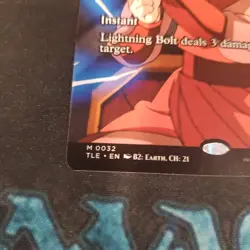 Instant
Lightning Bolt deals 3 damag
target.
M 0032
TLE • EN B2: Earth, Ch: 21